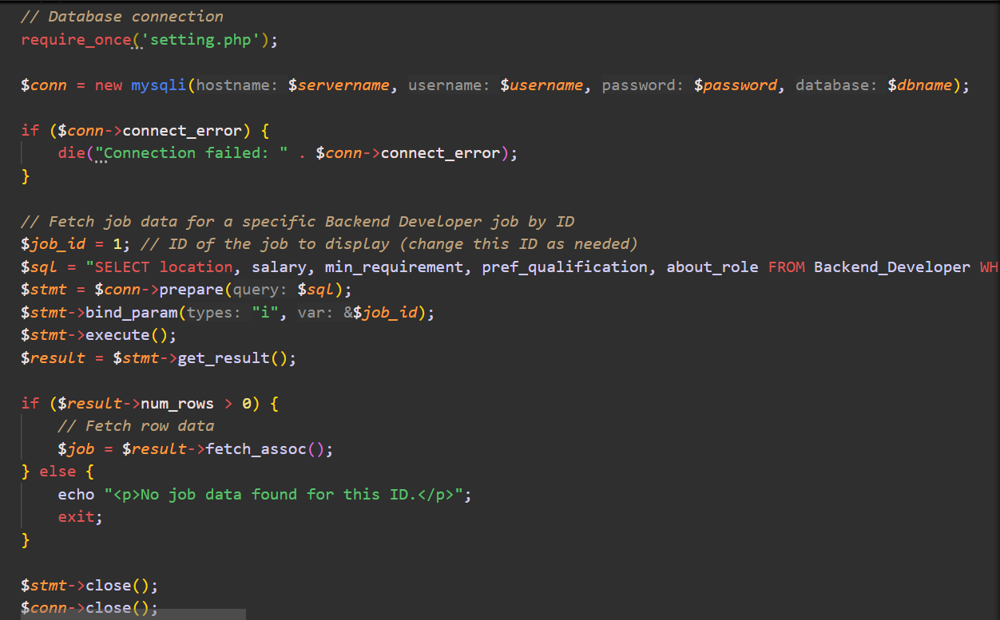 // Database connection
require_once('setting.php');
$conn = new mysqli(hostname: $servername, username: $username, password: $password, database: $dbname);
if ($conn->connect_error) {
die("Connection failed: " . $conn->connect_error);
}
// Fetch job data for a specific Backend Developer job by ID
$job_id = 1; // ID of the job to display (change this ID as needed)
$sql = "SELECT location, salary, min_requirement, pref_qualification, about_role FROM Backend_Developer WH
$stmt = $conn->prepare(query: $sql);
$stmt->bind_param(types: "i", var: &$job_id);
$stmt->execute();
$result = $stmt->get_result();
if ($result->num_rows > 0) {
// Fetch row data
$job = $result->fetch_assoc();
} else {
echo "<p>No job data found for this ID.</p>";
exit;
}
$stmt->close();
$conn->close();